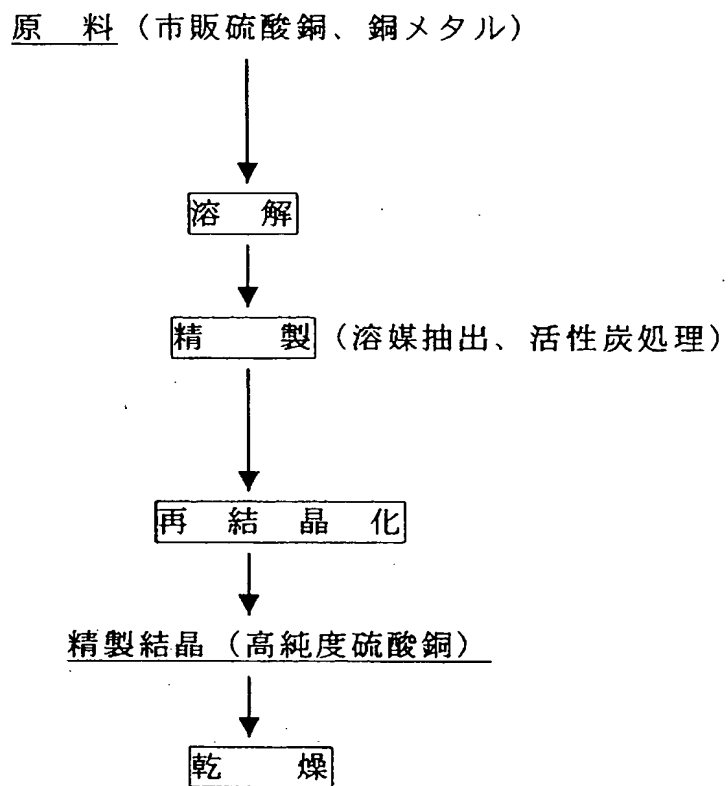 原　料（市販硫酸銅、銅メタル）
溶　解
精　製（溶媒抽出、活性炭処理）
再結晶化
精製結晶（高純度硫酸銅）
乾　燥